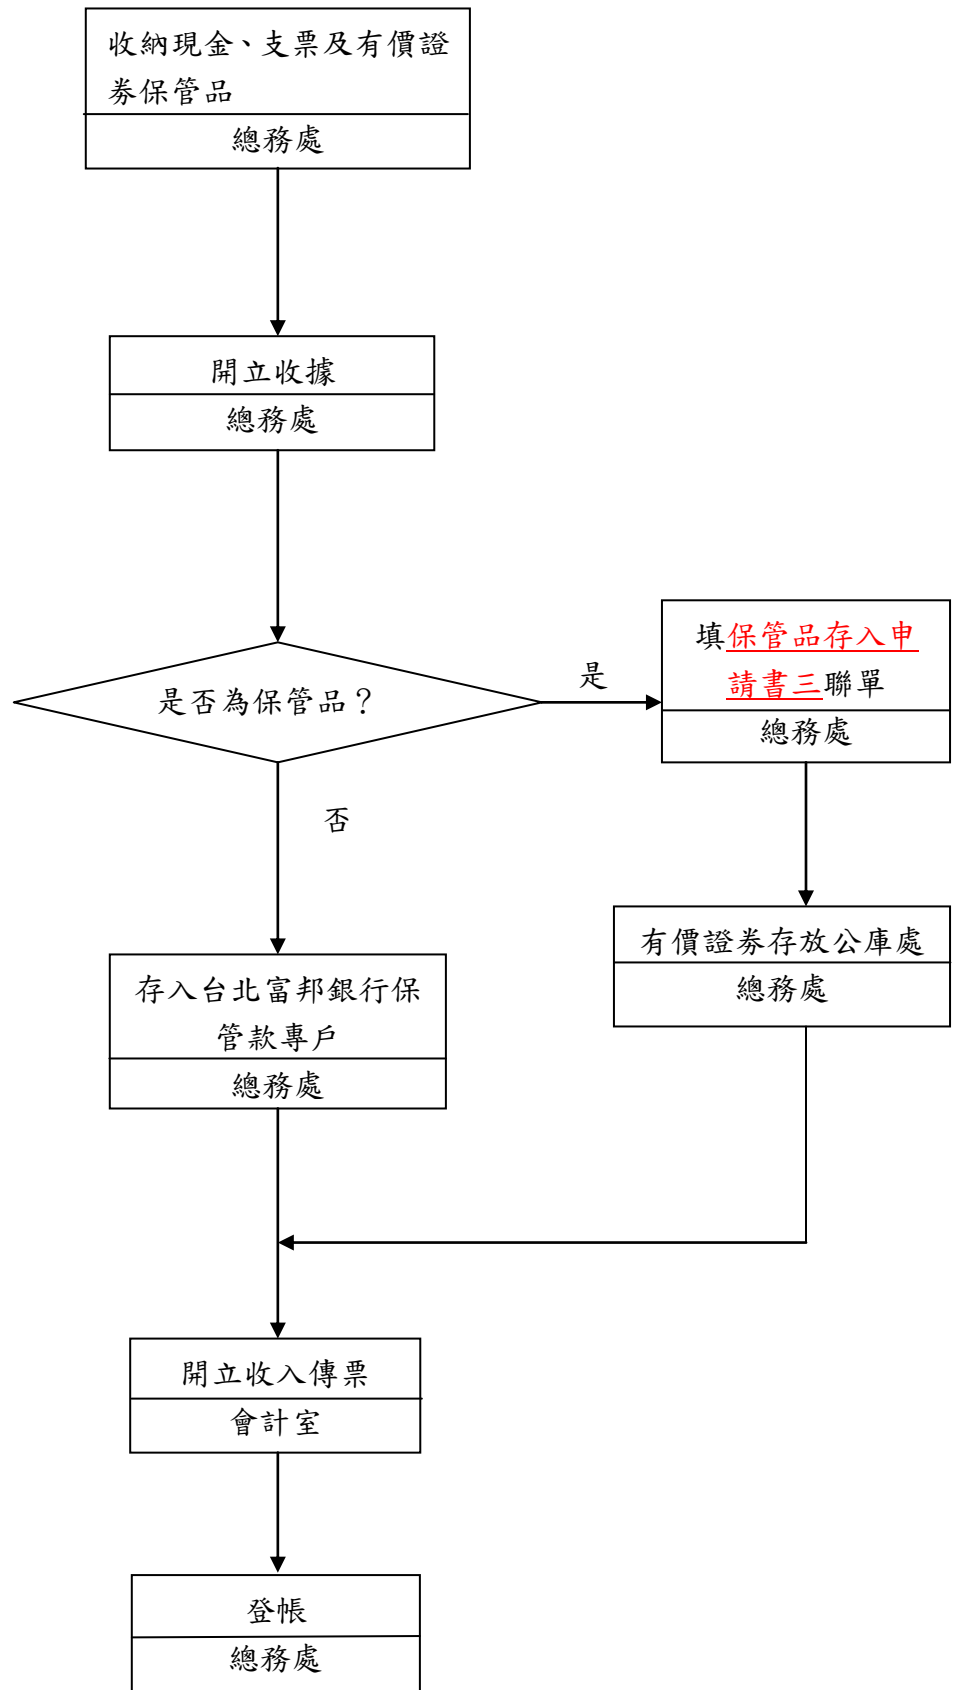 收納現金、支票及有價證
券保管品
總務處
開立收據
總務處
是否為保管品？
是
填保管品存入申
請書三聯單
總務處
否
有價證券存放公庫處
總務處
存入台北富邦銀行保
管款專戶
總務處
開立收入傳票
會計室
登帳
總務處